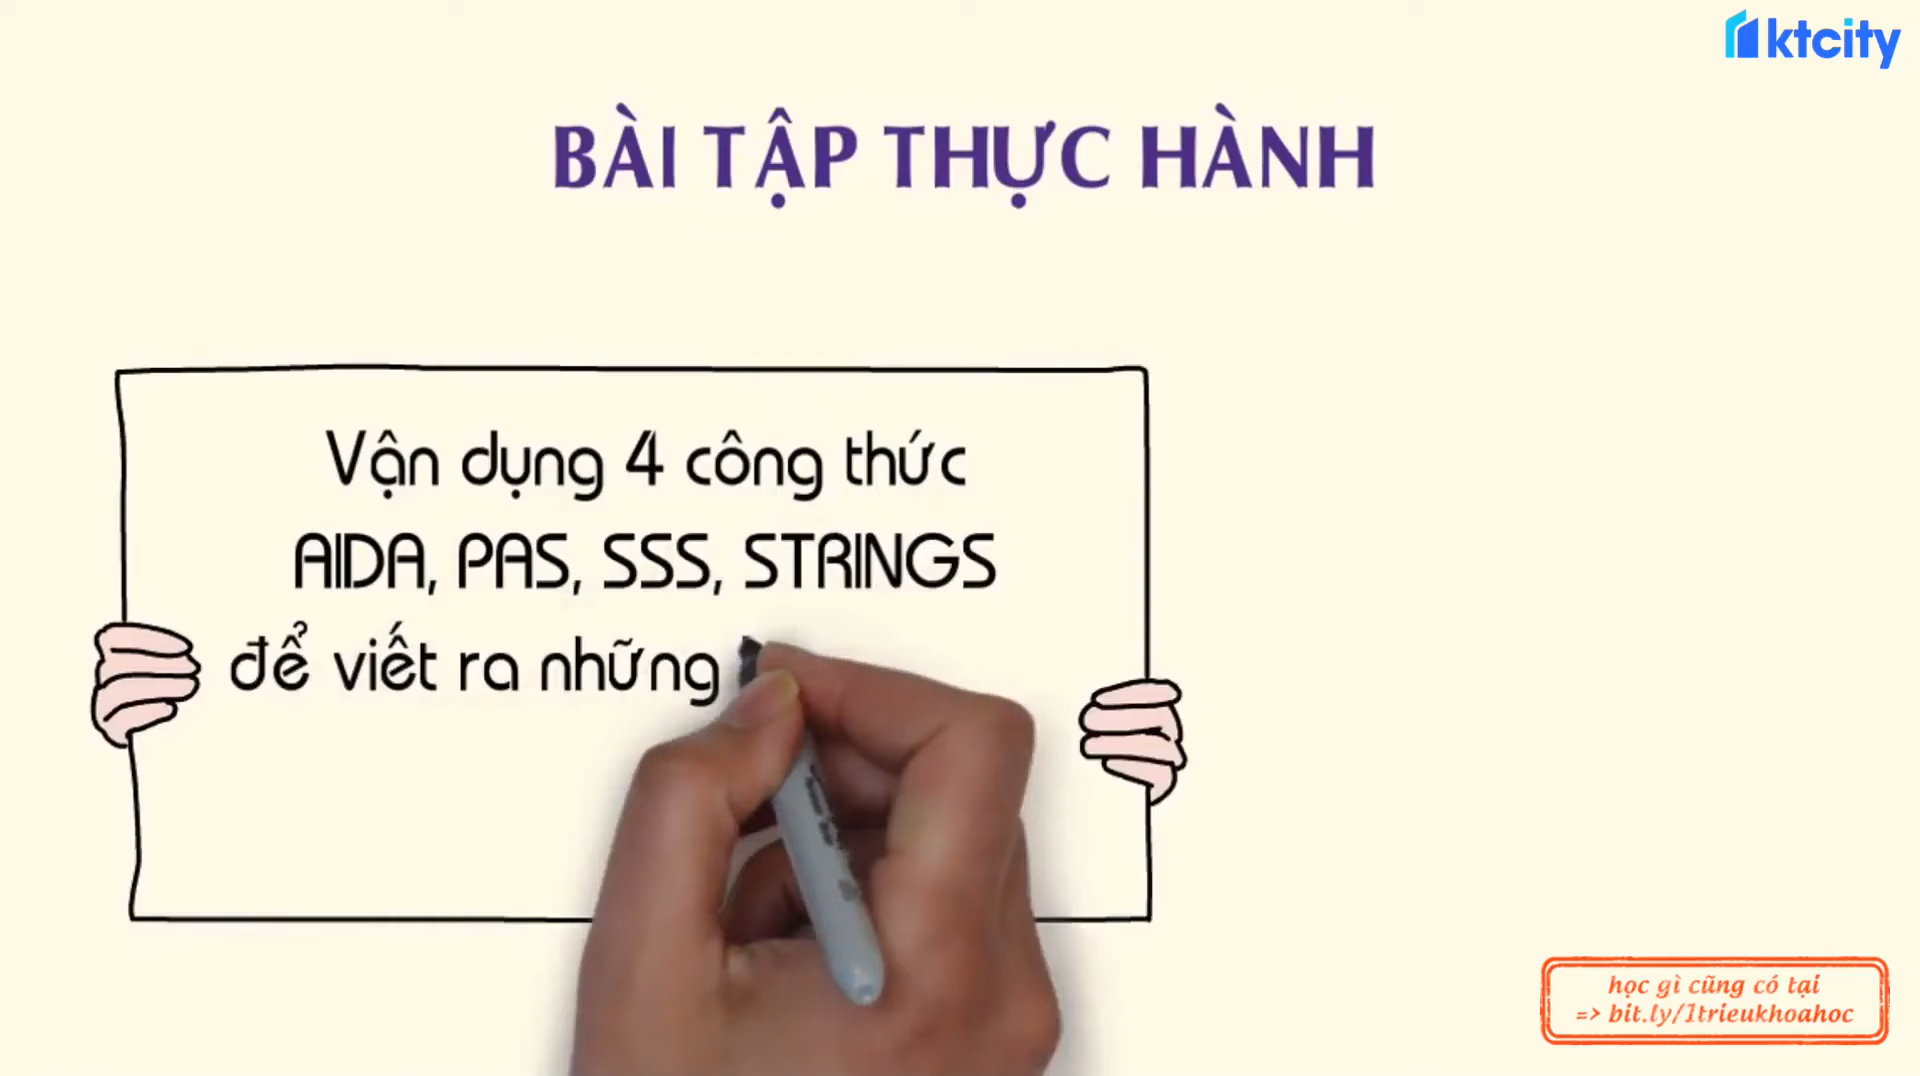 ktcity
BÀI TẬP THỰC HÀNH
Vận dụng 4 công thức
AIDA, PAS, SSS, STRINGS
để viết ra những
học gì cũng có tại
=> bit.ly/1trieukhoahoc